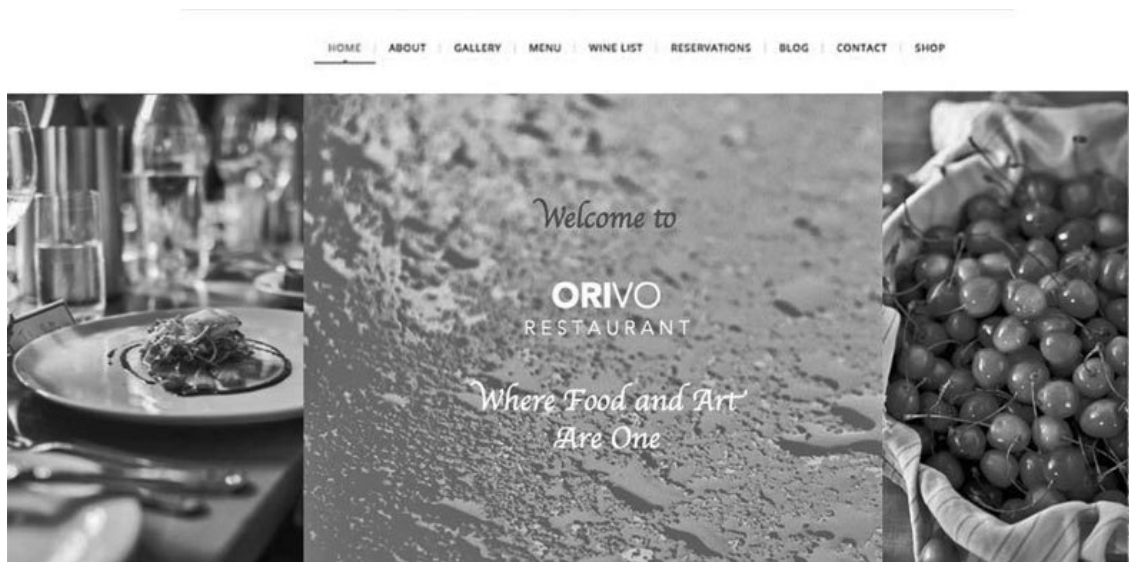 HOME ABOUT GALLERY MENU WINE LIST RESERVATIONS BLOG CONTACT SHOP
Welcome to
ORIVO
RESTAURANT
Where Food and Art
Are One